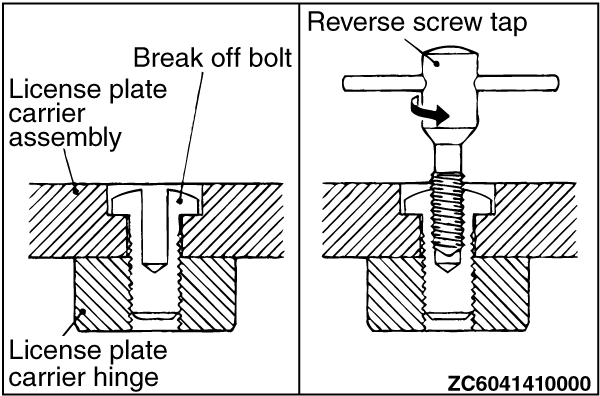 Break off bolt
License plate
carrier
assembly
License plate
carrier hinge
Reverse screw tap
ZC6041410000